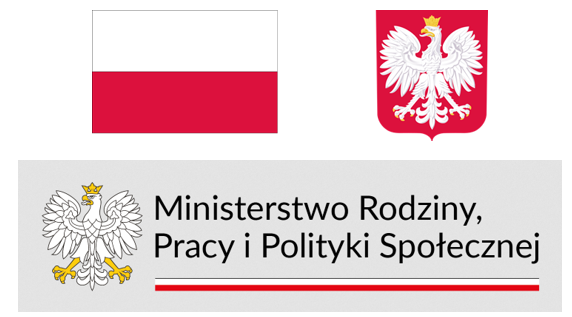 Ministerstwo Rodziny,
Pracy i Polityki Społecznej